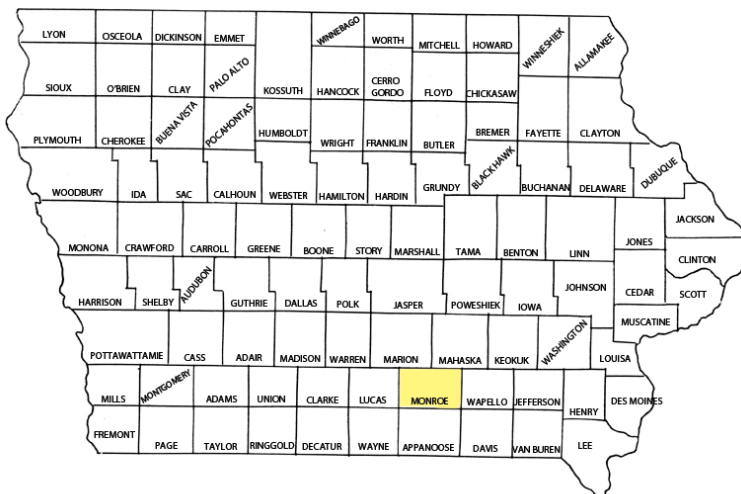 LYON OSCEOLA DICKINSON EMMET WINNEBAGO WORTH MITCHELL HOWARD WINNESHIEK ALLAMAKEE
SIOUX O'BRIEN CLAY PALO ALTO KOSSUTH HANCOCK CERRO GORDO FLOYD CHICKASAW
PLYMOUTH CHEROKEE BUENA VISTA POCAHONTAS HUMBOLDT WRIGHT FRANKLIN BUTLER BREMER FAYETTE CLAYTON
WOODBURY IDA SAC CALHOUN WEBSTER HAMILTON HARDIN GRUNDY BLACK HAWK BUCHANAN DELAWARE DUBUQUE
MONONA CRAWFORD CARROLL GREENE BOONE STORY MARSHALL TAMA BENTON LINN JONES JACKSON
CLINTON
HARRISON SHELBY AUDUBON GUTHRIE DALLAS POLK JASPER POWESHIEK IOWA JOHNSON CEDAR SCOTT
MUSCATINE
POTTAWATTAMIE CASS ADAIR MADISON WARREN MARION MAHASKA KEOKUK WASHINGTON LOUISA
MILLS MONTGOMERY ADAMS UNION CLARKE LUCAS MONROE WAPELLO JEFFERSON HENRY DES MOINES
FREMONT PAGE TAYLOR RINGGOLD DECATUR WAYNE APPANOOSE DAVIS VAN BUREN LEE